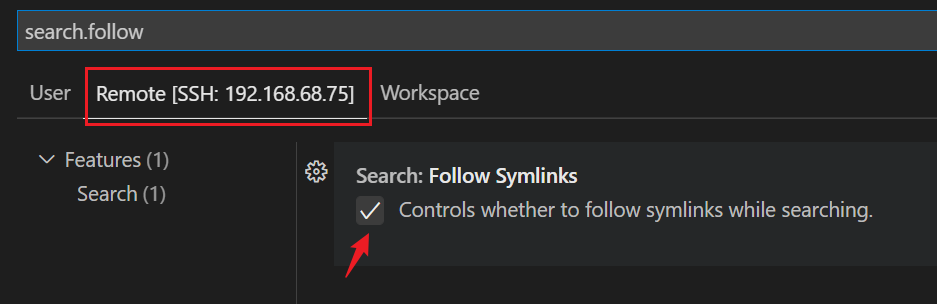 search.follow
User
Remote [SSH: 192.168.68.75]
Workspace
Features (1)
Search (1)
Search: Follow Symlinks
Controls whether to follow symlinks while searching.